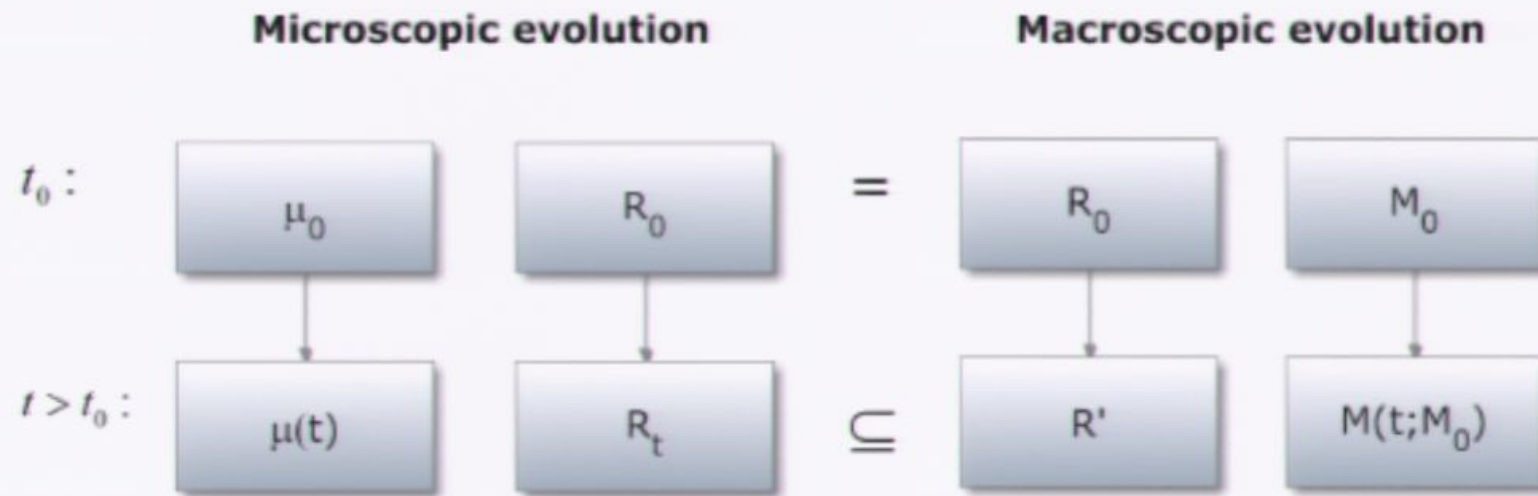 Microscopic evolution Macroscopic evolution
t₀ : μ₀ R₀ = R₀ M₀
t > t₀ : μ(t) Rₜ ⊆ R' M(t;M₀)